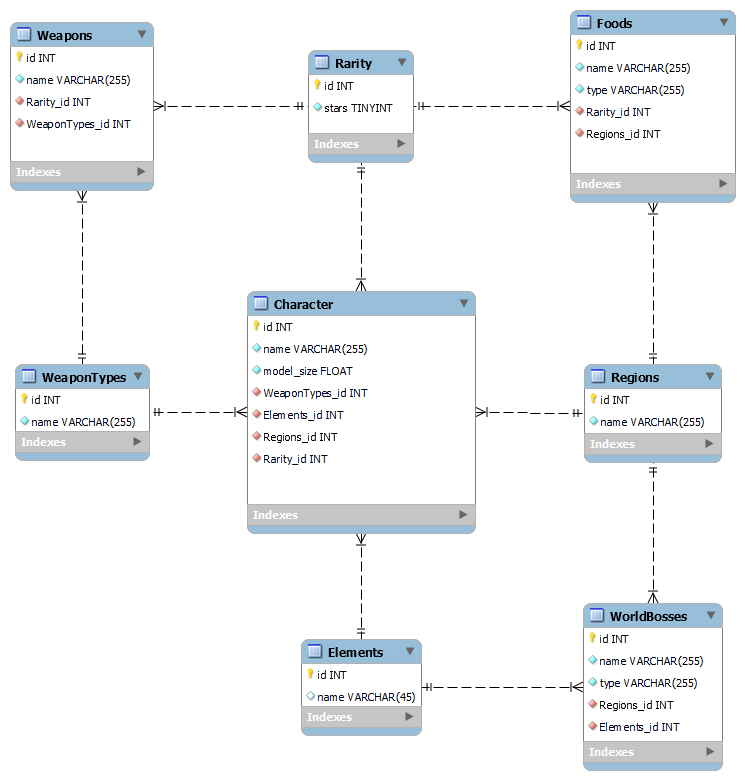 Weapons
id INT
name VARCHAR(255)
Rarity_id INT
WeaponTypes_id INT
Indexes
Rarity
id INT
stars TINYINT
Indexes
Foods
id INT
name VARCHAR(255)
type VARCHAR(255)
Rarity_id INT
Regions_id INT
Indexes
Character
id INT
name VARCHAR(255)
model_size FLOAT
WeaponTypes_id INT
Elements_id INT
Regions_id INT
Rarity_id INT
Indexes
WeaponTypes
id INT
name VARCHAR(255)
Indexes
Regions
id INT
name VARCHAR(255)
Indexes
Elements
id INT
name VARCHAR(45)
Indexes
WorldBosses
id INT
name VARCHAR(255)
type VARCHAR(255)
Regions_id INT
Elements_id INT
Indexes